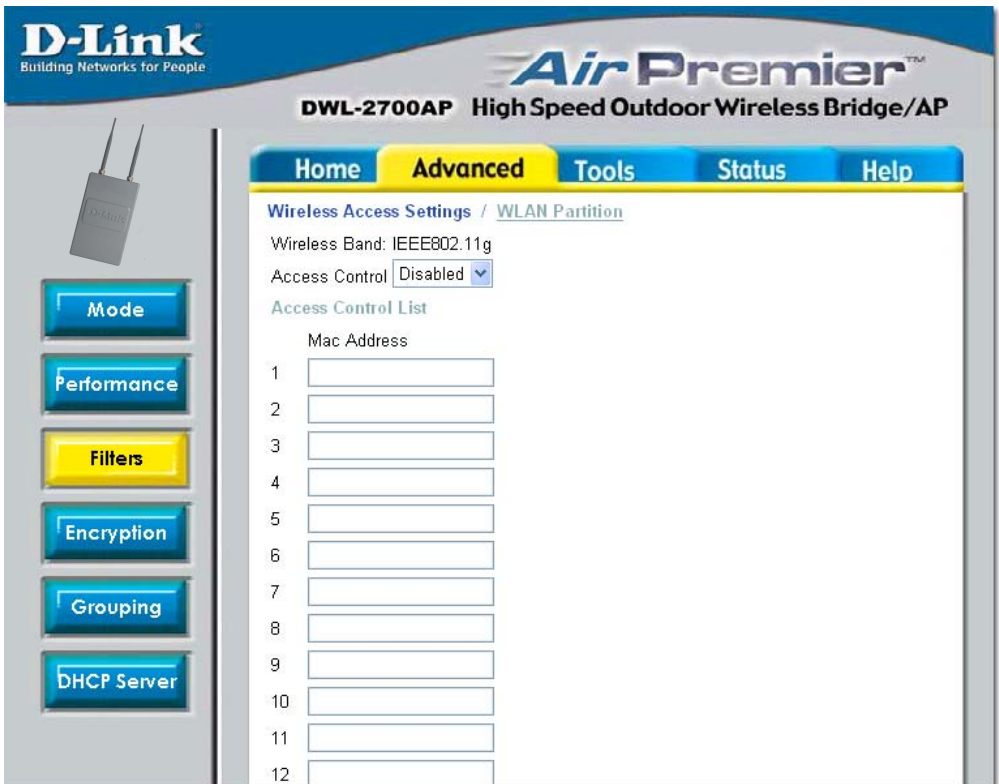 D-Link
Building Networks for People
Air Premier™
DWL-2700AP High Speed Outdoor Wireless Bridge/AP
D-Link
Home Advanced Tools Status Help
Wireless Access Settings / WLAN Partition
Wireless Band: IEEE802.11g
Access Control Disabled
Access Control List
Mac Address
1
2
3
4
5
6
7
8
9
10
11
12
Mode
Performance
Filters
Encryption
Grouping
DHCP Server